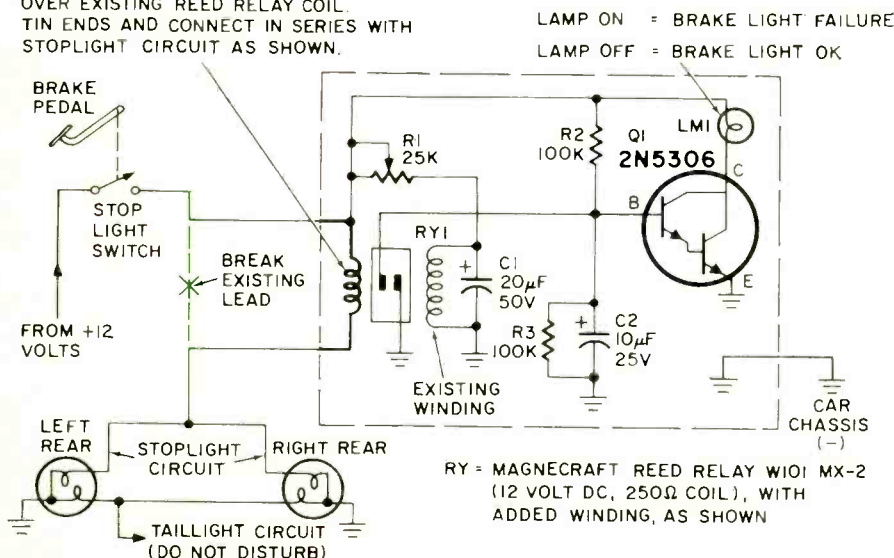 OVER EXISTING REED RELAY COIL.
TIN ENDS AND CONNECT IN SERIES WITH
STOPLIGHT CIRCUIT AS SHOWN.
LAMP ON = BRAKE LIGHT FAILURE
LAMP OFF = BRAKE LIGHT OK
BRAKE
PEDAL
STOP
LIGHT
SWITCH
BREAK
EXISTING
LEAD
FROM +12
VOLTS
R1
25K
RY1
+
C1
20µF
50V
EXISTING
WINDING
R2
100K
Q1
2N5306
LM1
B
C
E
R3
100K
+
C2
10µF
25V
CAR
CHASSIS
(-)
LEFT
REAR
STOPLIGHT
CIRCUIT
RIGHT REAR
TAILLIGHT CIRCUIT
(DO NOT DISTURB)
RY = MAGNECRAFT REED RELAY W101 MX-2
(12 VOLT DC, 250Ω COIL), WITH
ADDED WINDING, AS SHOWN